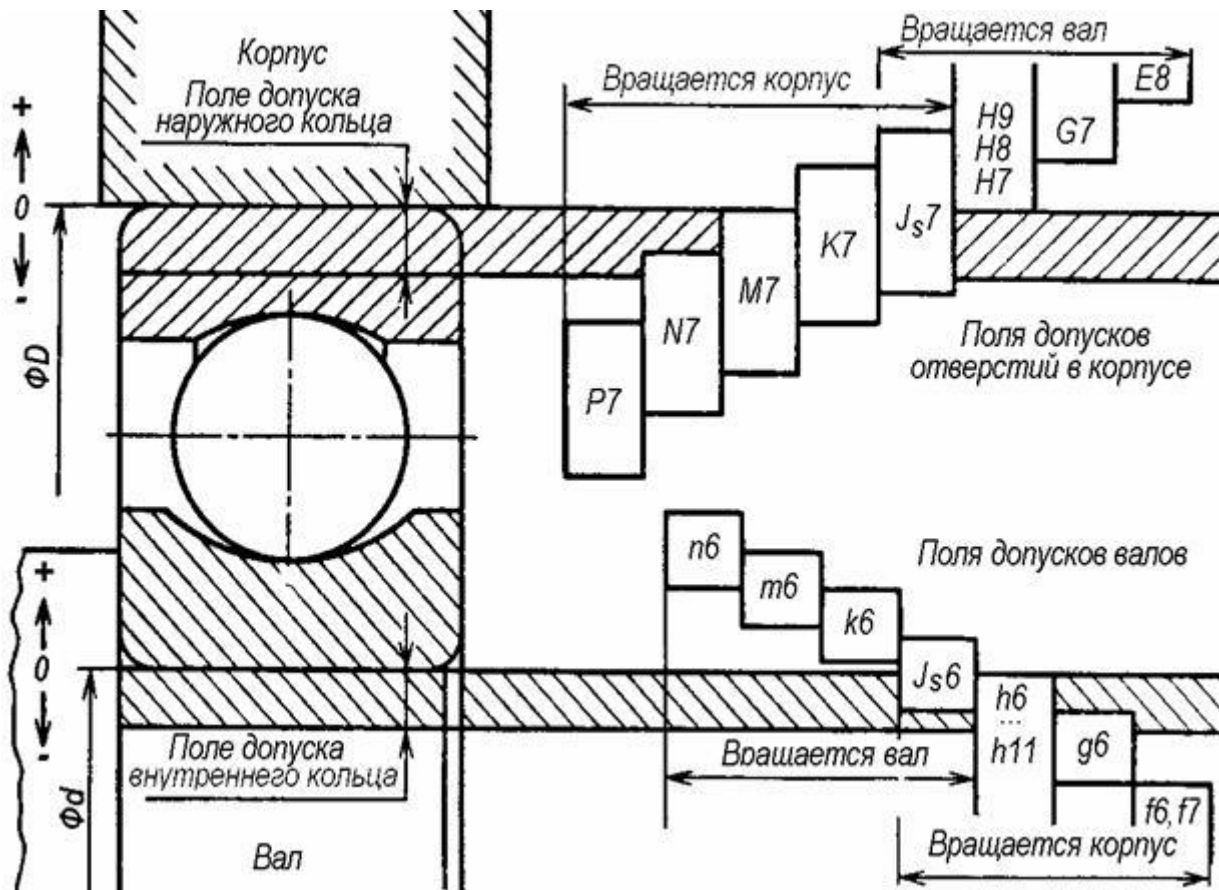 Корпус
Поле допуска
наружного кольца
Вращается корпус
Вращается вал
E8
H9
H8
H7
G7
Js7
K7
M7
N7
P7
+
0
-
ΦD
Поля допусков
отверстий в корпусе
n6
m6
k6
Js6
h6
...
h11
g6
f6, f7
Поля допусков валов
+
0
-
Φd
Поле допуска
внутреннего кольца
Вращается вал
Вращается корпус
Вал